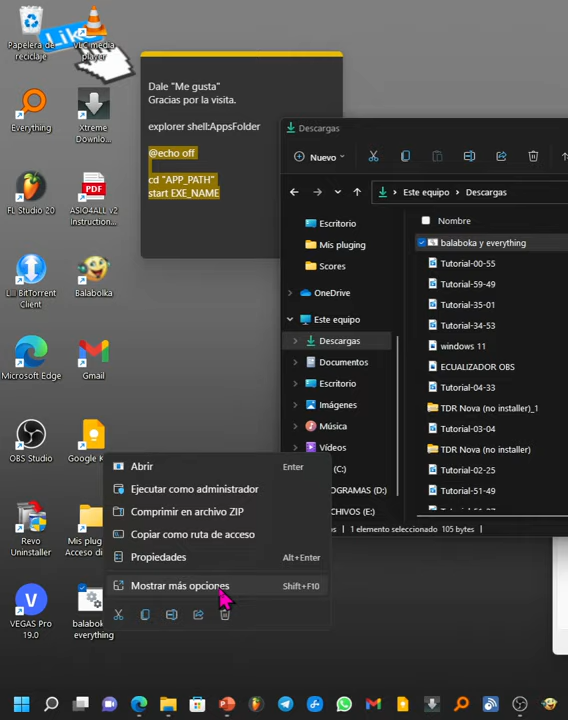 Like
Papelera de
reciclaje
VLC media
player
Everything
Xtreme
Downlo...
FL Studio 20
PDF
ASIO4ALL v2
Instruction...
BitTorrent
Client
Balabolka
Microsoft Edge
Gmail
OBS Studio
Revo
Uninstaller
Mis plug
Acceso di
VEGAS Pro
19.0
balab
everything
Dale "Me gusta"
Gracias por la visita.
explorer shell:AppsFolder
@echo off
cd "APP_PATH"
start EXE_NAME
Descargas
Nuevo
Este equipo > Descargas
Nombre
Escritorio
Mis pluging
Scores
OneDrive
Este equipo
Descargas
Documentos
Escritorio
Imágenes
Música
Vídeos
(C:)
OGRAMAS (D:)
CHIVOS (E:)
balaboka y everything
Tutorial-00-55
Tutorial-59-49
Tutorial-35-01
Tutorial-34-53
windows 11
ECUALIZADOR OBS
Tutorial-04-33
TDR Nova (no installer)_1
Tutorial-03-04
TDR Nova (no installer)
Tutorial-02-25
Tutorial-51-49
1 elemento seleccionado 105 bytes
Abrir Enter
Ejecutar como administrador
Comprimir en archivo ZIP
Copiar como ruta de acceso
Propiedades Alt+Enter
Mostrar más opciones Shift+F10